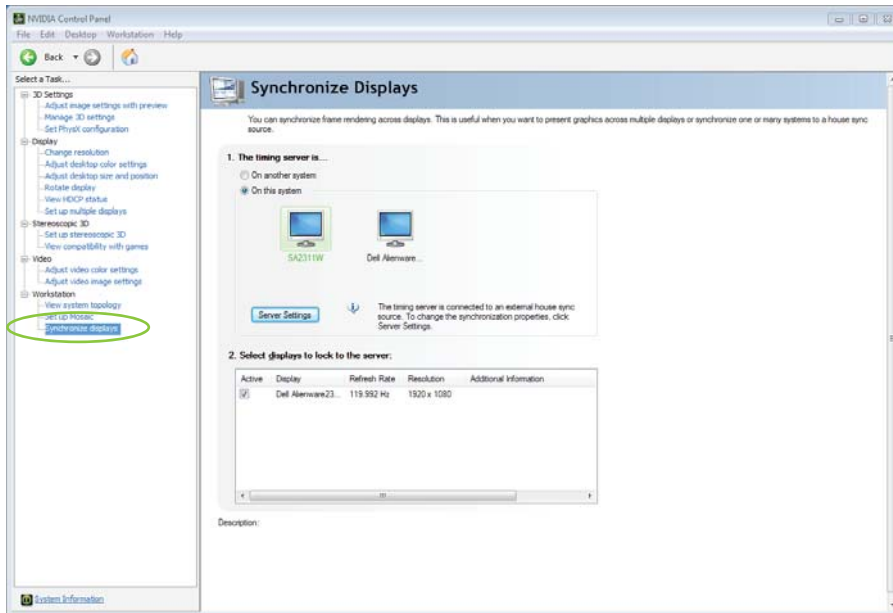 NVIDIA Control Panel
File Edit Desktop Workstation Help
Back
Select a Task...
3D Settings
Adjust image settings with preview
Manage 3D settings
Set PhysX configuration
Display
Change resolution
Adjust desktop color settings
Adjust desktop size and position
Rotate display
View HDCP status
Set up multiple displays
Stereoscopic 3D
Set up stereoscopic 3D
View compatibility with games
Video
Adjust video color settings
Adjust video image settings
Workstation
View system topology
Set up Mosaic
Synchronize displays
System Information
Synchronize Displays
You can synchronize frame rendering across displays. This is useful when you want to present graphics across multiple displays or synchronize one or many systems to a house sync
source.
1. The timing server is...
On another system
On this system
SA2311W Dell Alienware...
Server Settings
The timing server is connected to an external house sync
source. To change the synchronization properties, click
Server Settings.
2. Select displays to lock to the server:
Active Display Refresh Rate Resolution Additional Information
Dell Alienware23... 119.992 Hz 1920 x 1080
Description: